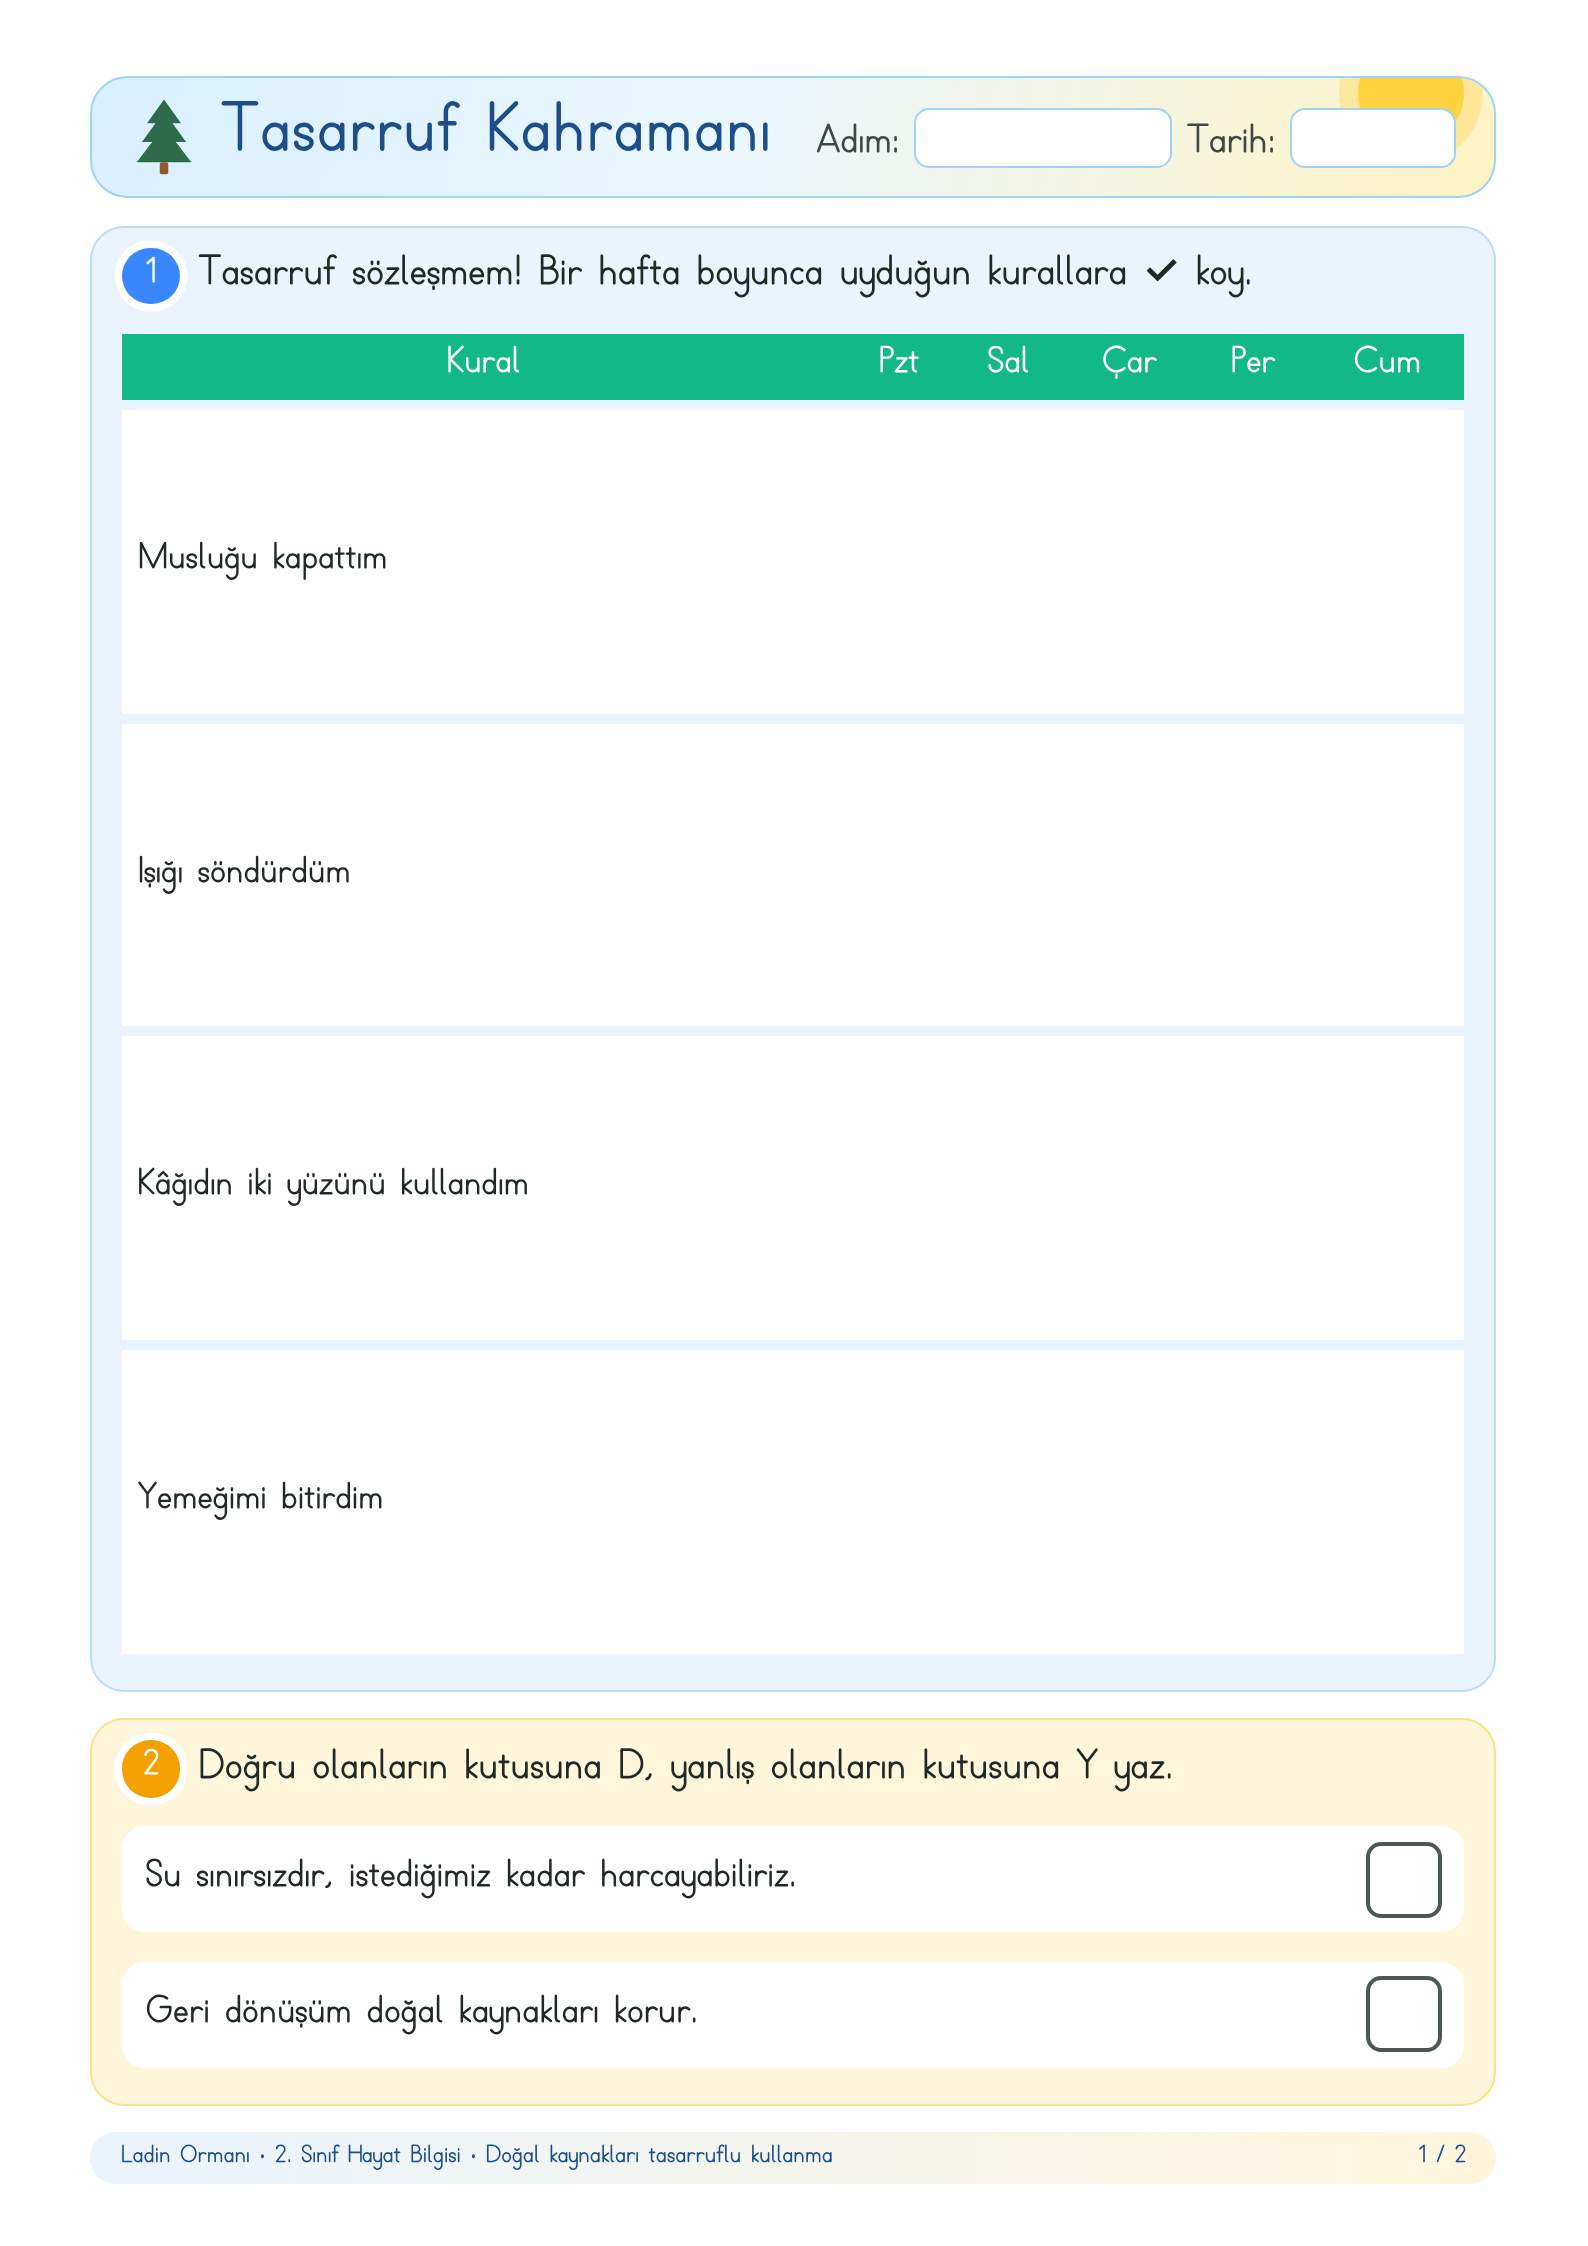 Tasarruf Kahramanı Adım: Tarih:
1 Tasarruf sözleşmem! Bir hafta boyunca uyduğun kurallara ✓ koy.
Kural Pzt Sal Çar Per Cum
Musluğu kapattım
Işığı söndürdüm
Kâğıdın iki yüzünü kullandım
Yemeğimi bitirdim
2 Doğru olanların kutusuna D, yanlış olanların kutusuna Y yaz.
Su sınırsızdır, istediğimiz kadar harcayabiliriz.
Geri dönüşüm doğal kaynakları korur.
Ladin Ormanı • 2. Sınıf Hayat Bilgisi • Doğal kaynakları tasarruflu kullanma 1 / 2